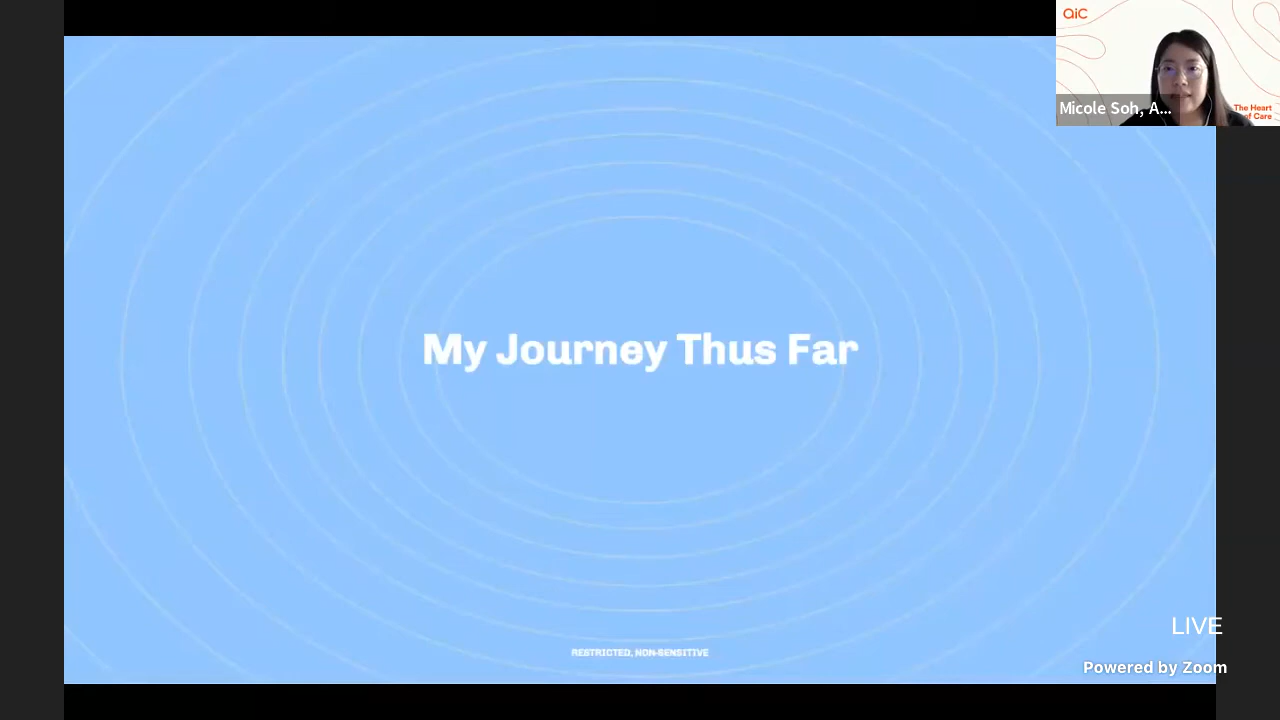 aic
Micole Soh, A...
The Heart
of Care
My Journey Thus Far
RESTRICTED, NON-SENSITIVE
LIVE
Powered by Zoom